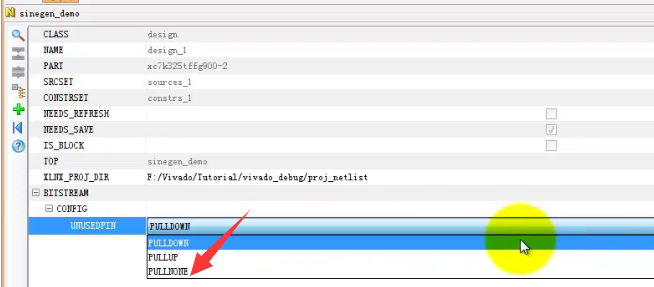 sinegen_demo
CLASS design
NAME design_1
PART xc7k325tffg900-2
SRCSET sources_1
CONSTRSET constrs_1
NEEDS_REFRESH
NEEDS_SAVE
IS_BLOCK
TOP sinegen_demo
XLNX_PROJ_DIR F:/Vivado/Tutorial/vivado_debug/proj_netlist
BITSTREAM
CONFIG
UNUSEDPIN PULLDOWN
PULLDOWN
PULLUP
PULLNONE